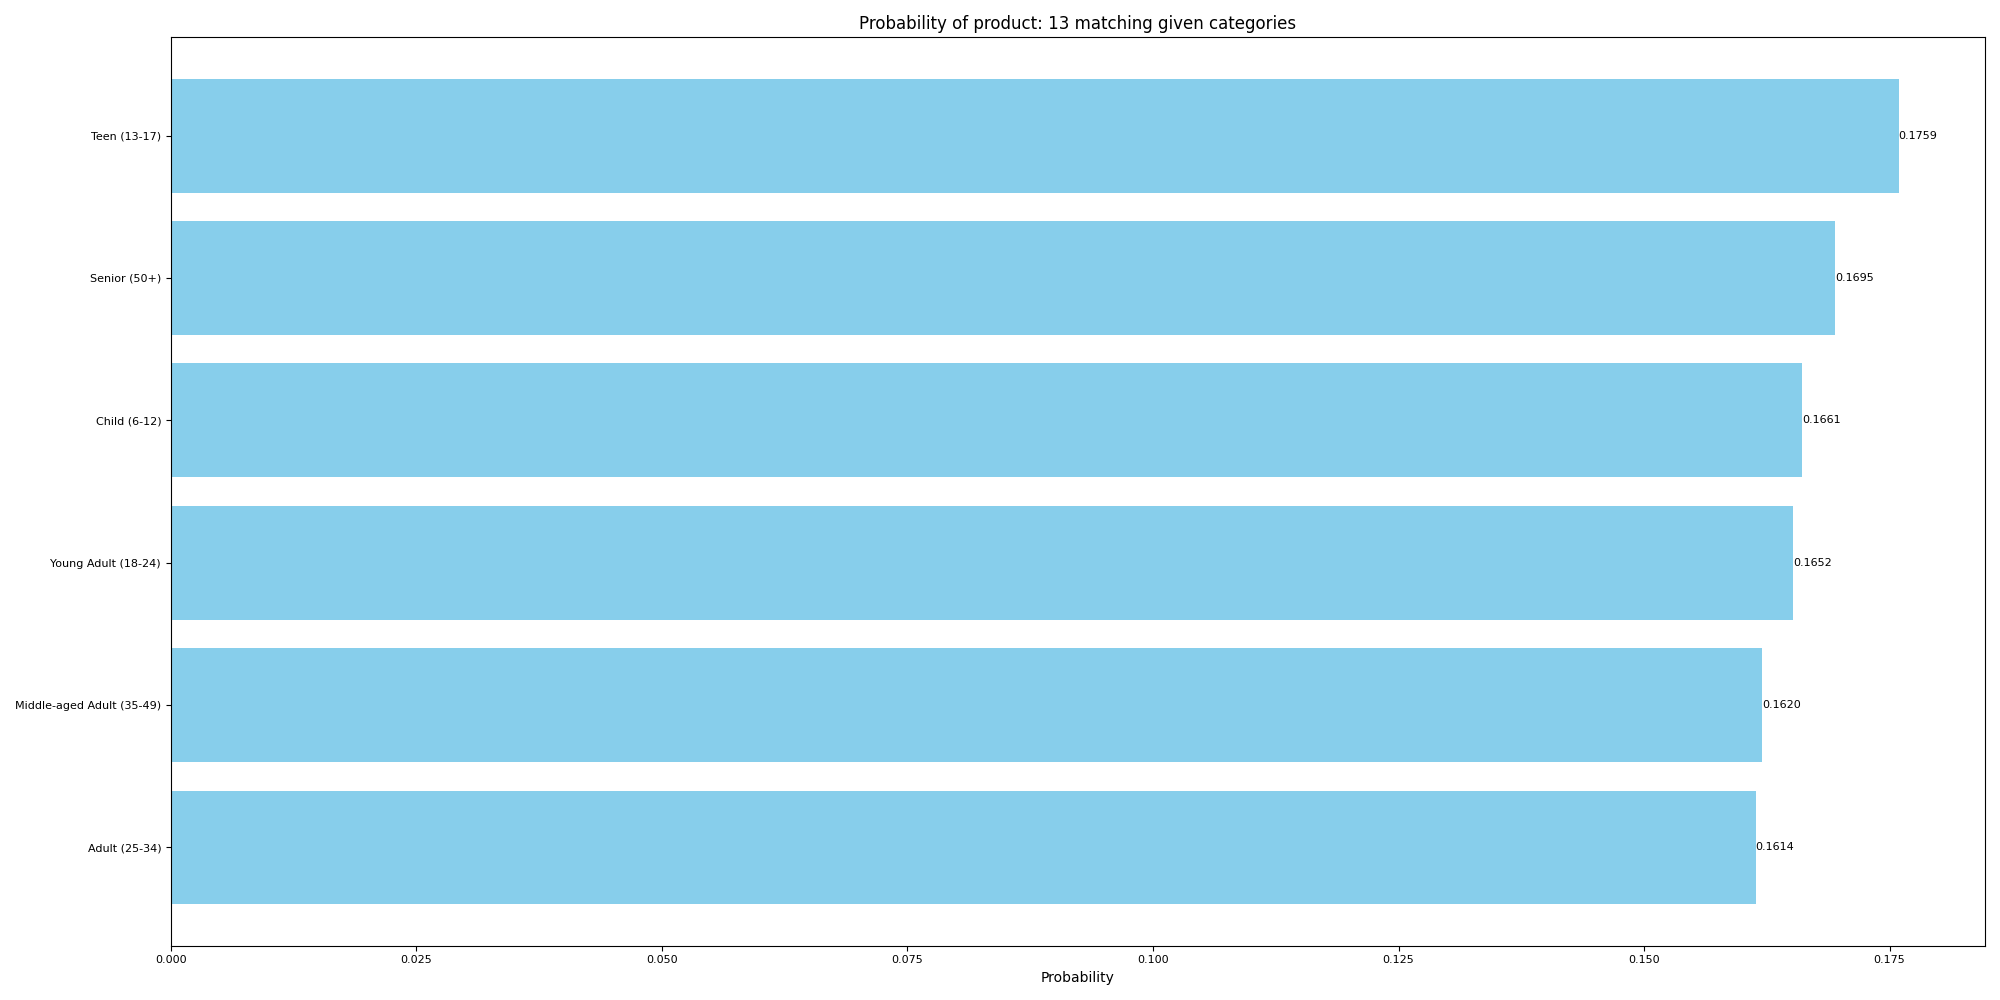 Probability of product: 13 matching given categories
Teen (13-17)
0.1759
Senior (50+)
0.1695
Child (6-12)
0.1661
Young Adult (18-24)
0.1652
Middle-aged Adult (35-49)
0.1620
Adult (25-34)
0.1614
0.000
0.025
0.050
0.075
0.100
0.125
0.150
0.175
Probability